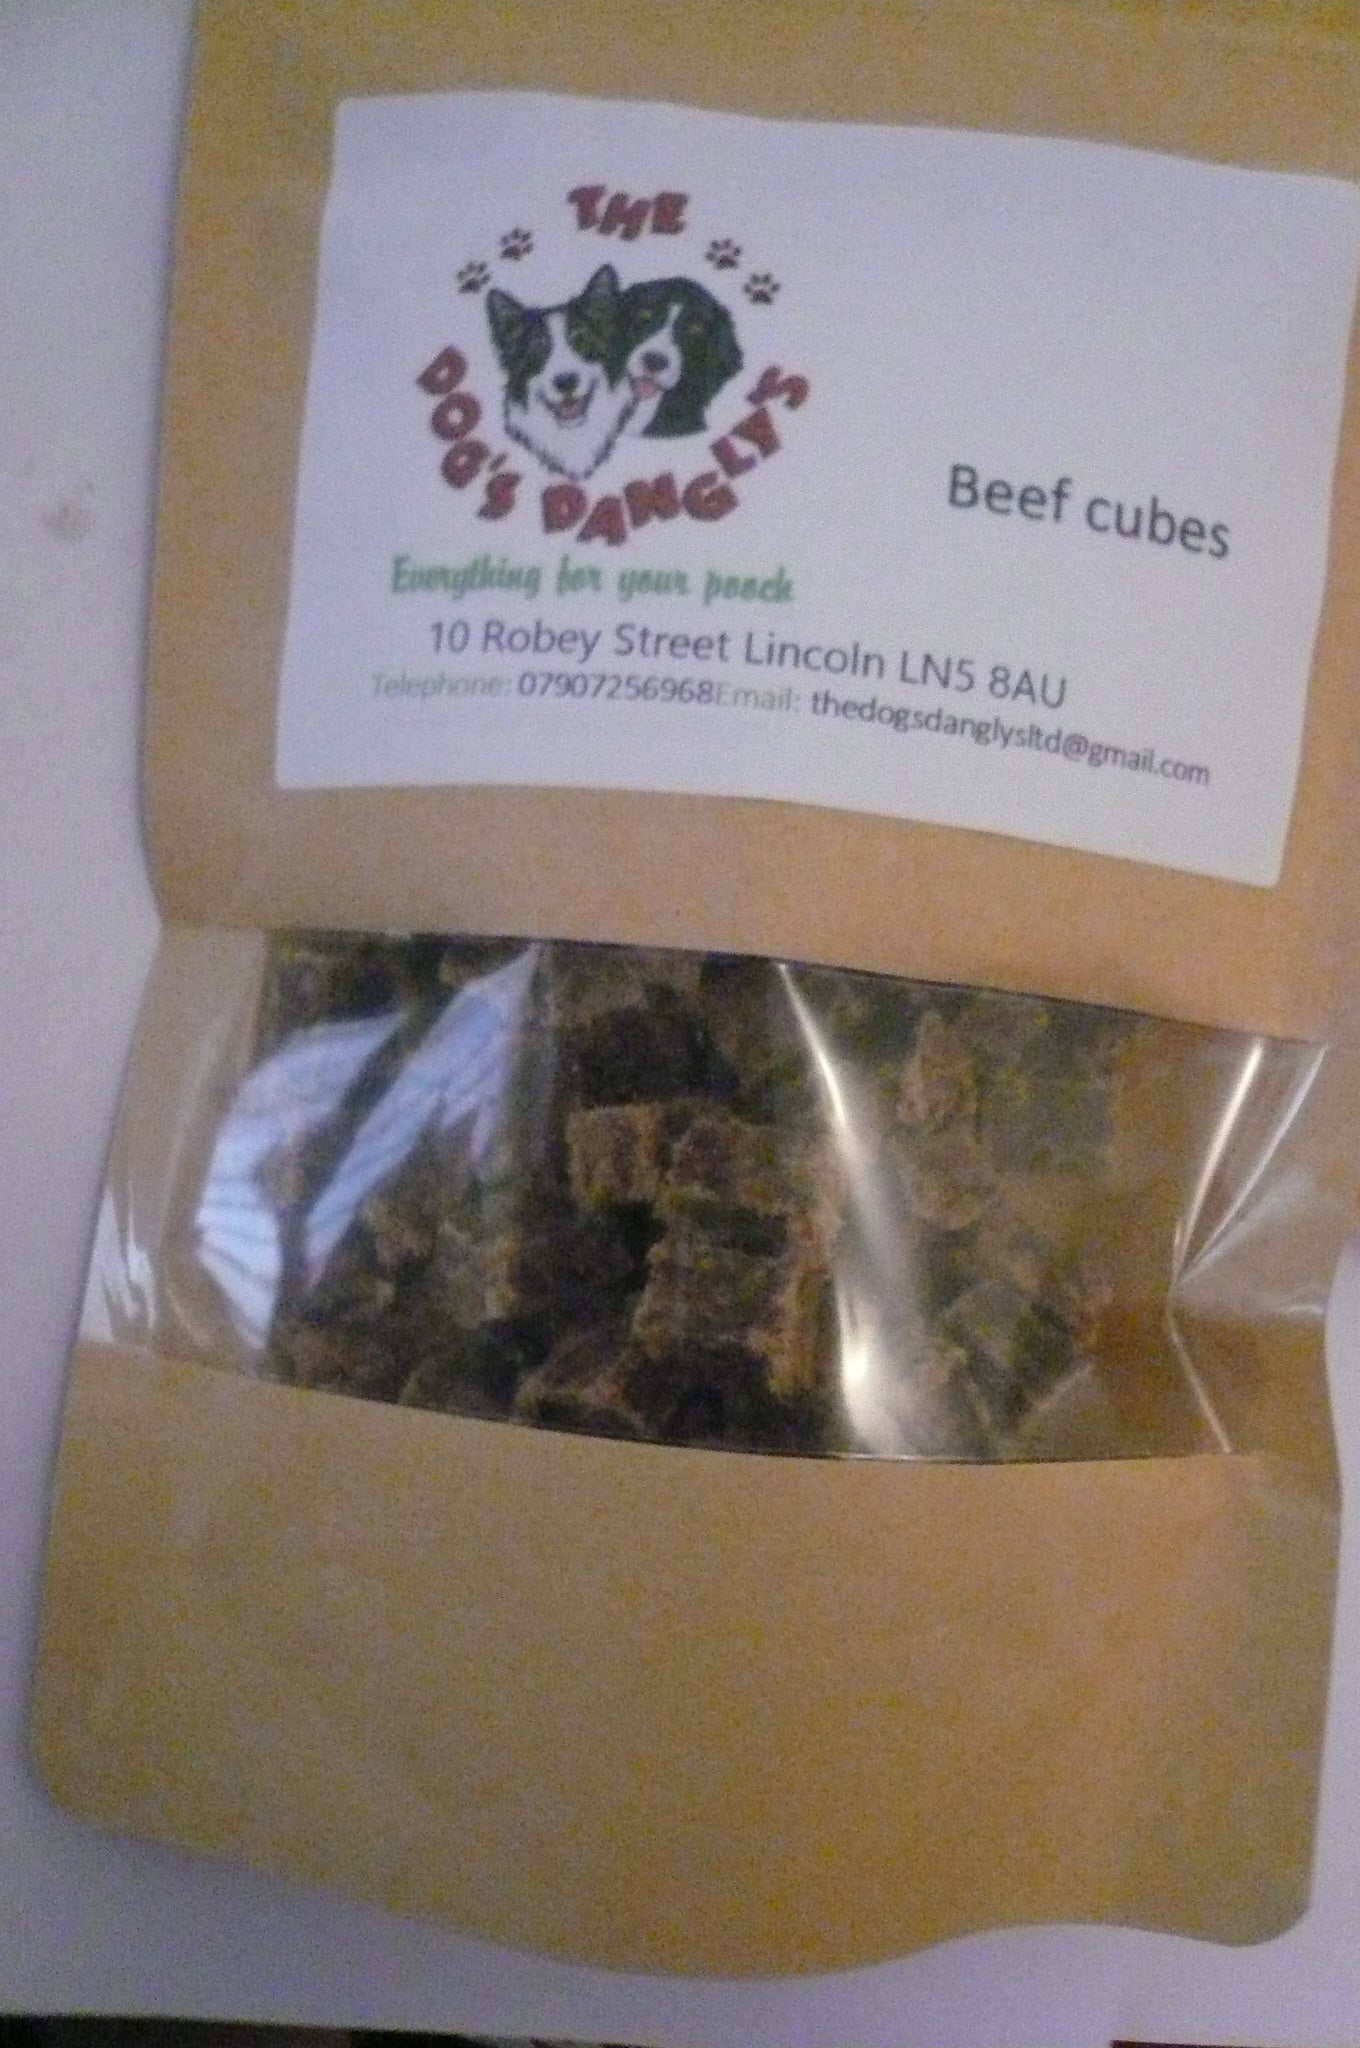 THE
DOG'S DANGLYS
Everything for your pooch
Beef cubes
10 Robey Street Lincoln LN5 8AU
Telephone: 07907256968Email: thedogsdanglysltd@gmail.com